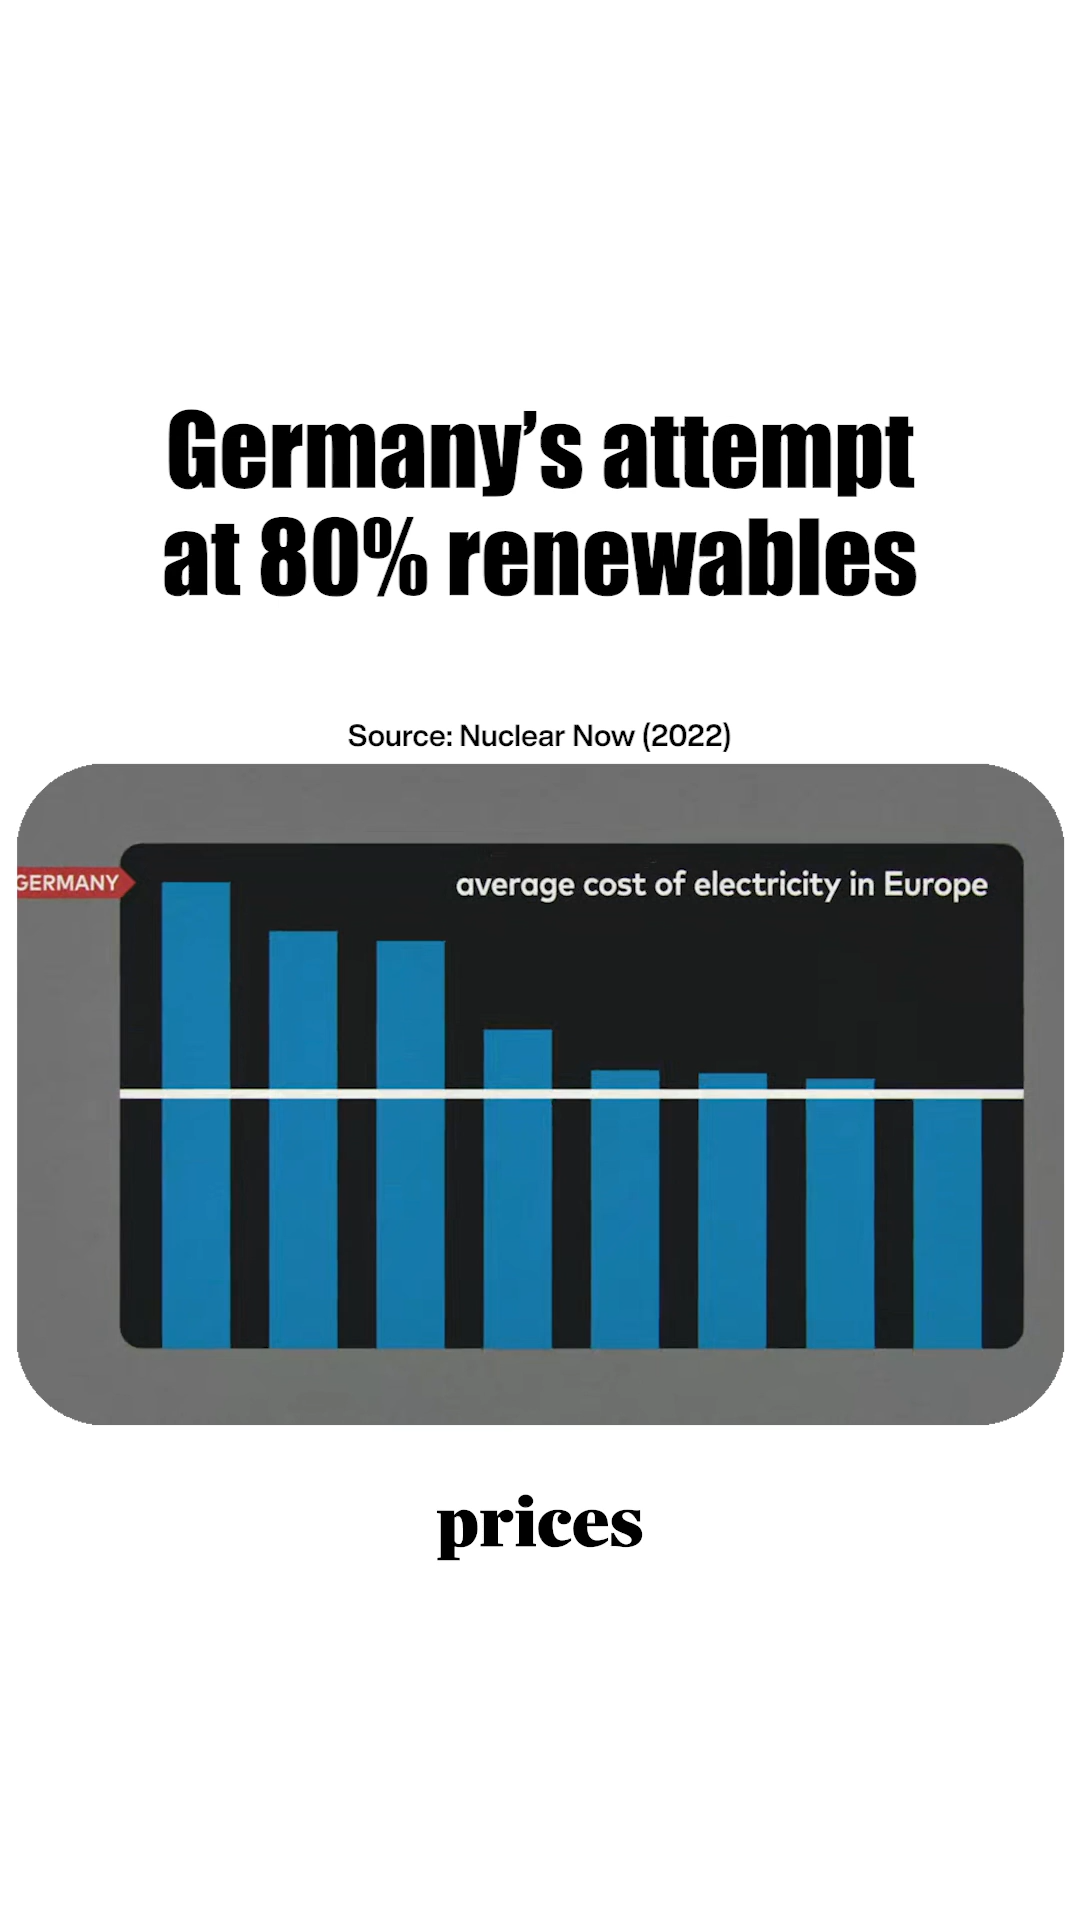 Germany’s attempt
at 80% renewables
Source: Nuclear Now (2022)
GERMANY
average cost of electricity in Europe
prices